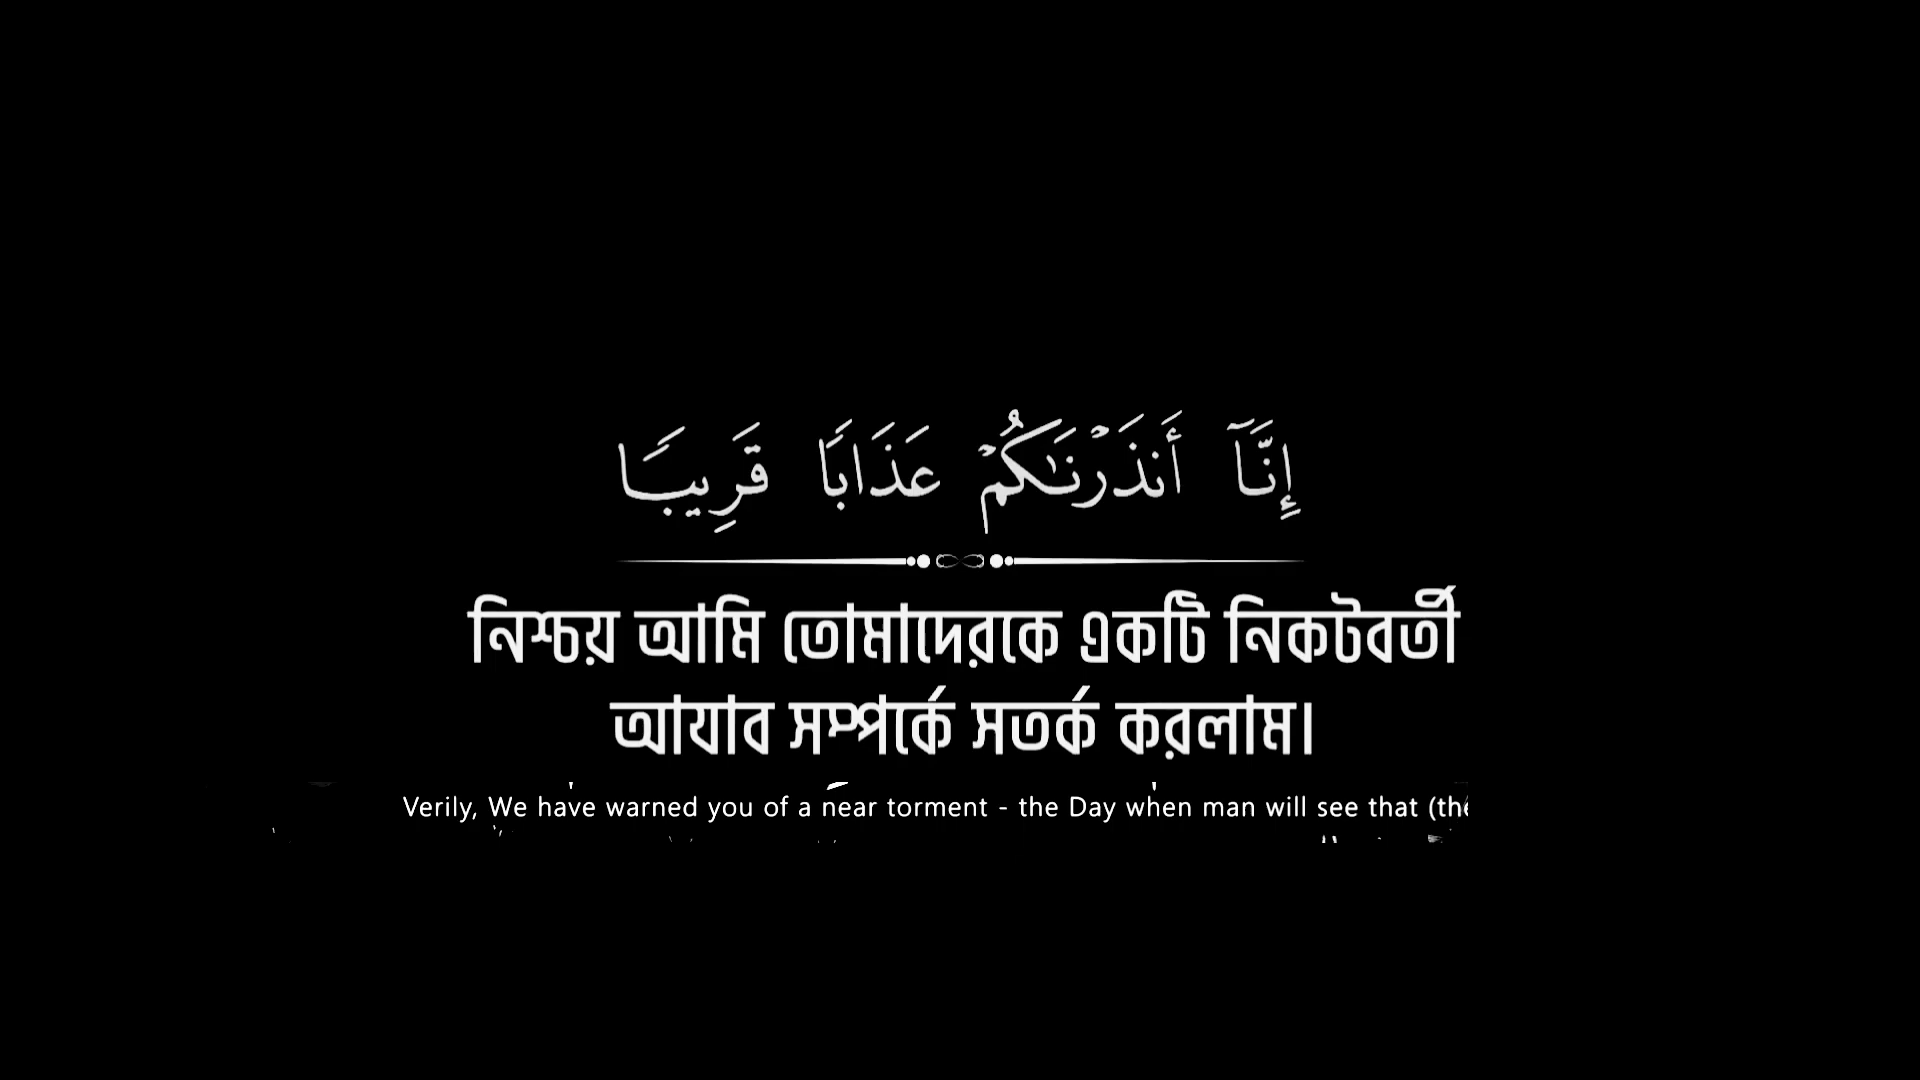 إِنَّآ أَنذَرْنَـٰكُمْ عَذَابًا قَرِيبًا
নিশ্চয় আমি তোমাদেরকে একটি নিকটবর্তী
আযাব সম্পর্কে সতর্ক করলাম।
Verily, We have warned you of a near torment - the Day when man will see that (the